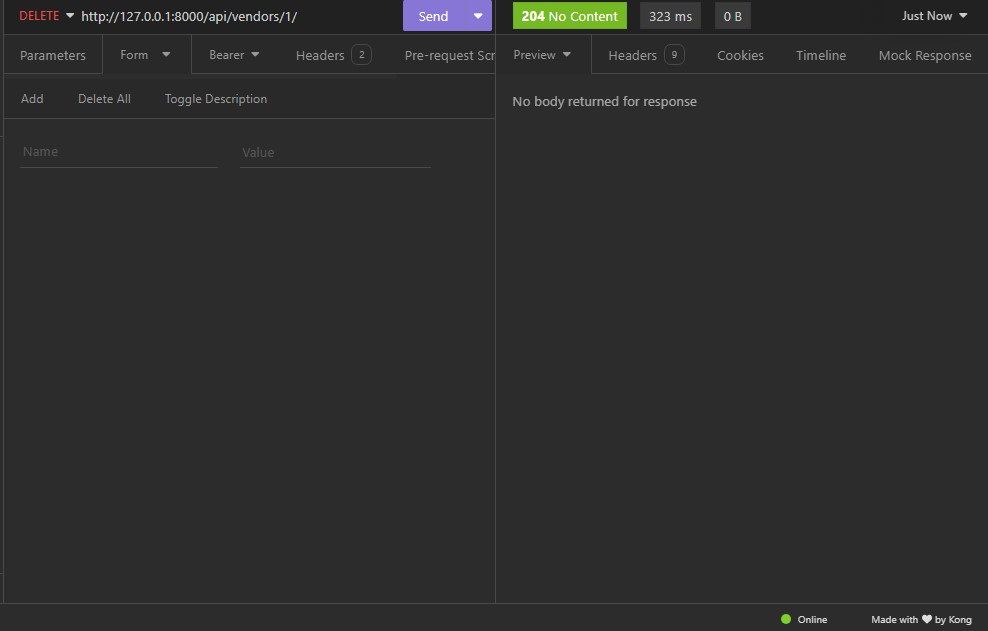 DELETE http://127.0.0.1:8000/api/vendors/1/ Send 204 No Content 323 ms 0 B Just Now
Parameters Form Bearer Headers 2 Pre-request Scr Preview Headers 9 Cookies Timeline Mock Response
Add Delete All Toggle Description
No body returned for response
Name Value
Online Made with ❤ by Kong